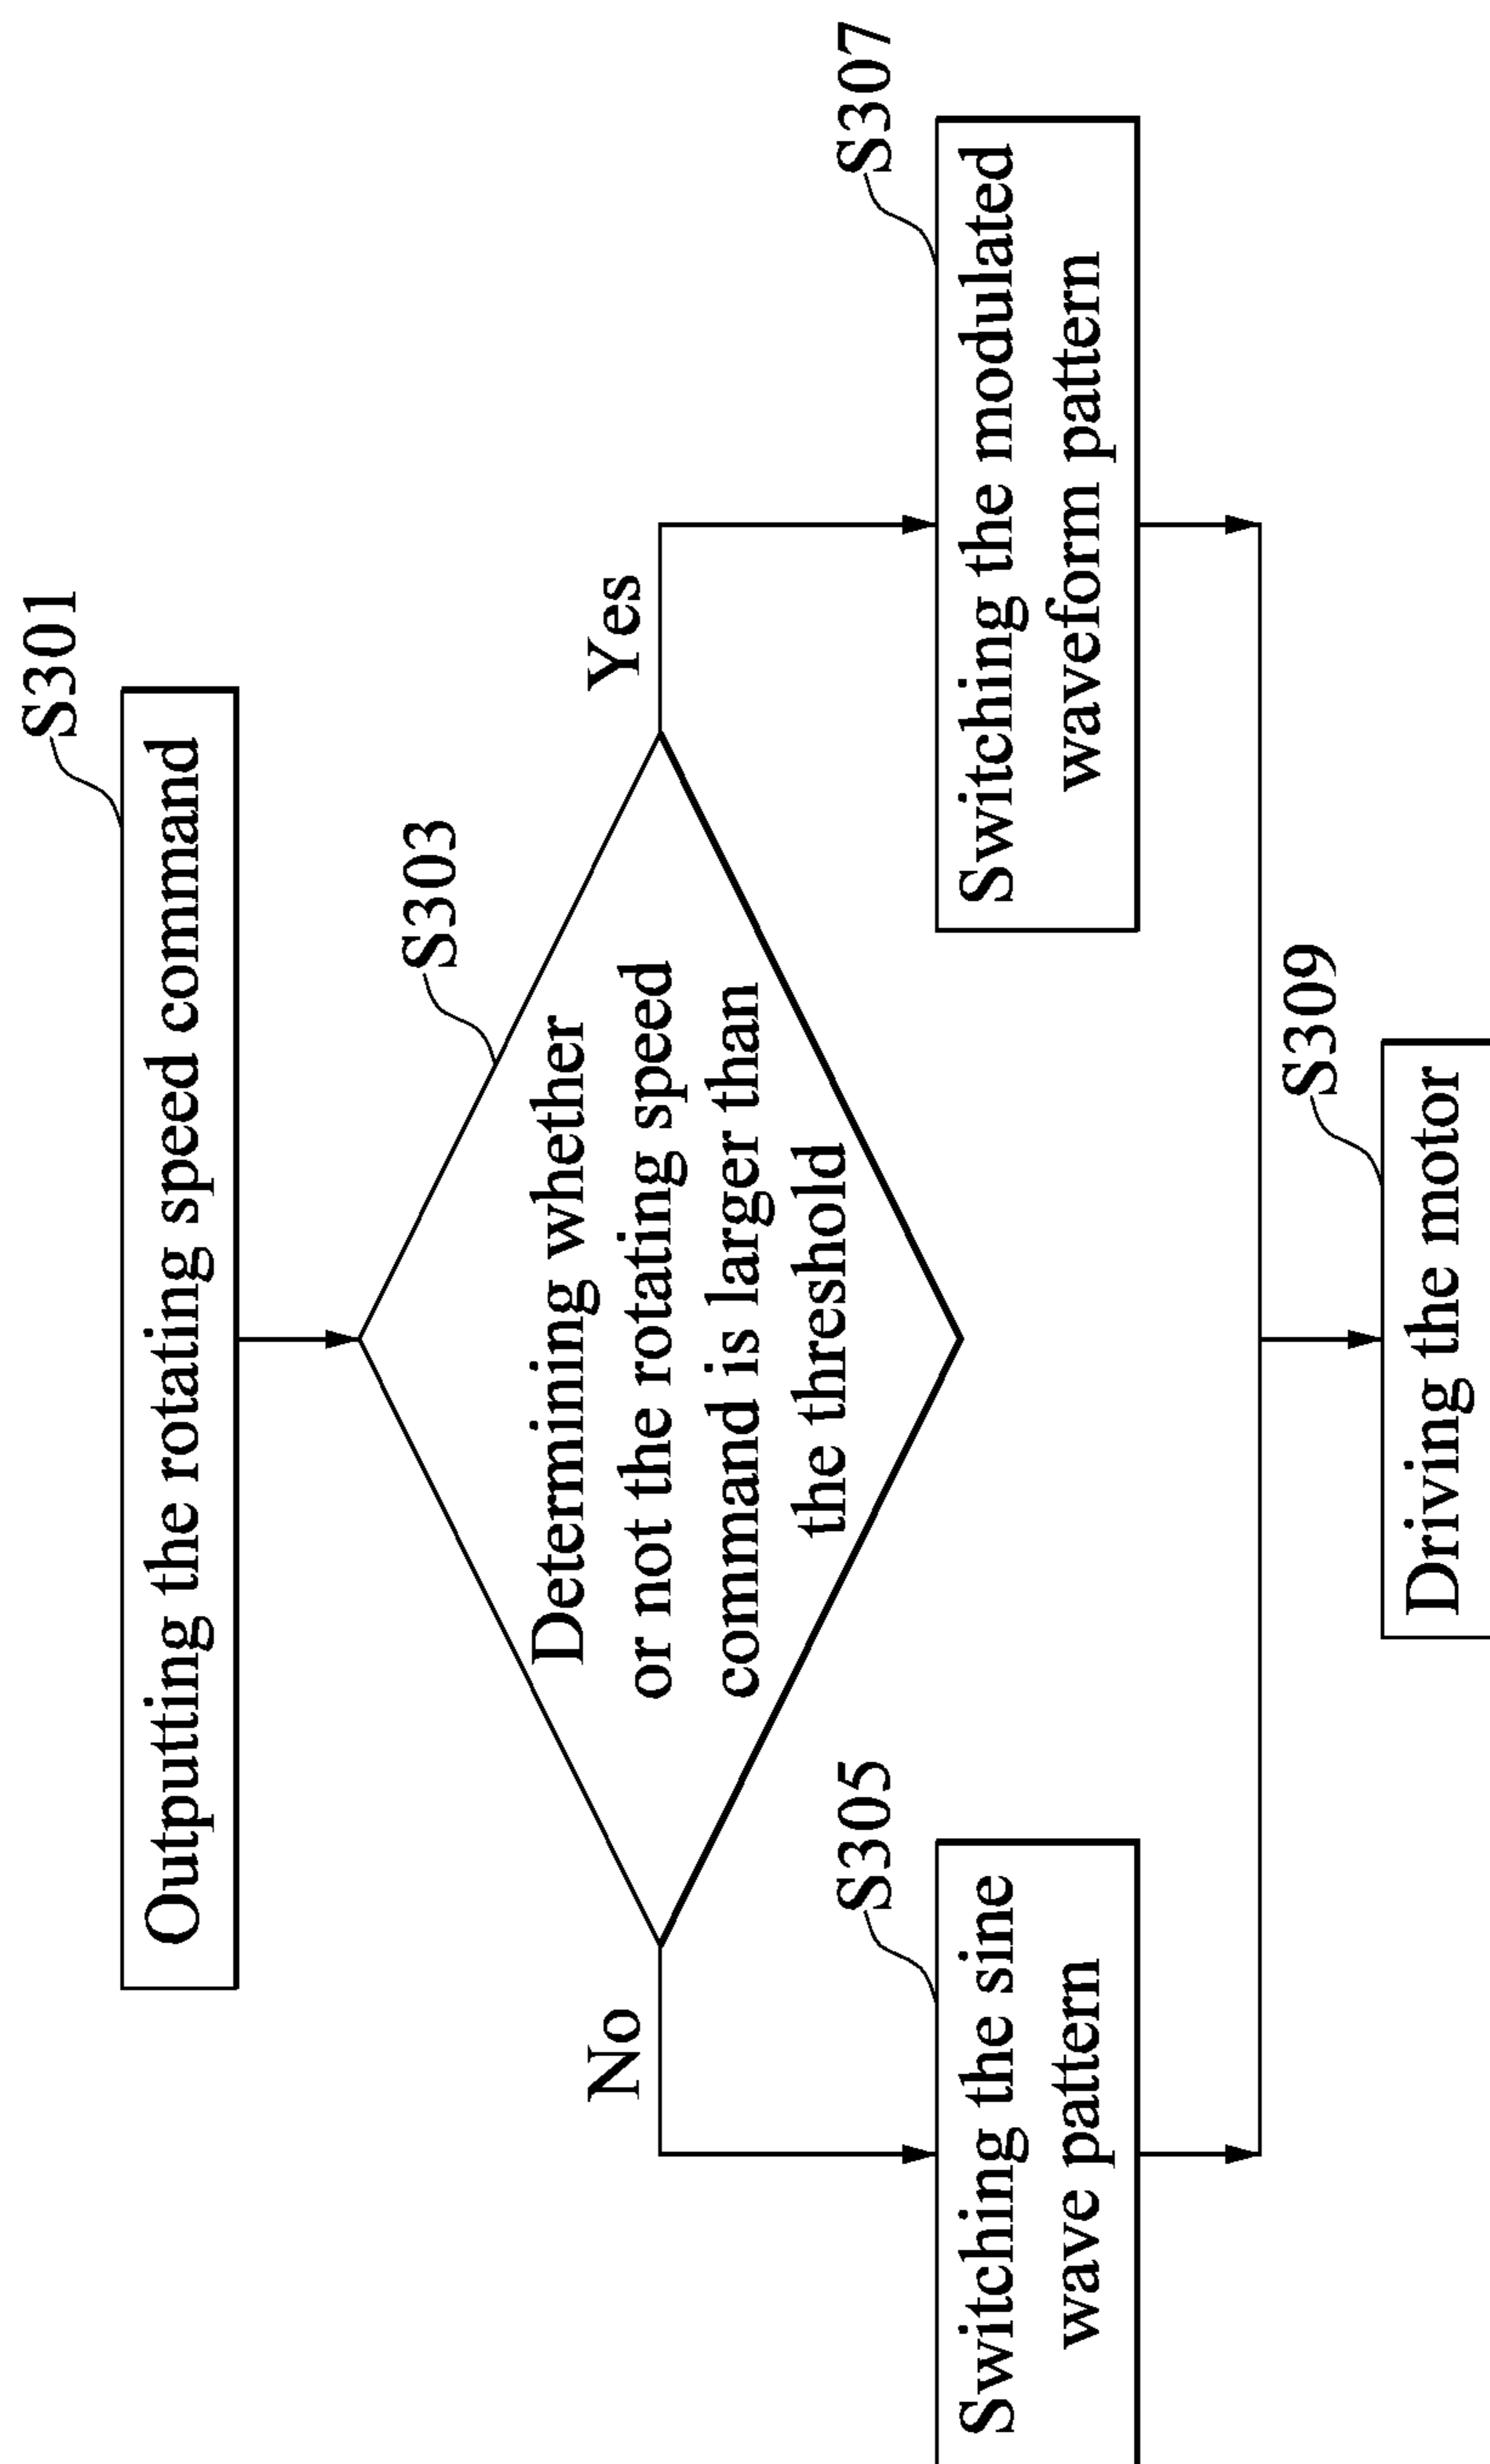 S301
Outputting the rotating speed command
S303
Determining whether
or not the rotating speed
command is larger than
the threshold
No
Yes
S305
Switching the sine
wave pattern
S307
Switching the modulated
waveform pattern
S309
Driving the motor